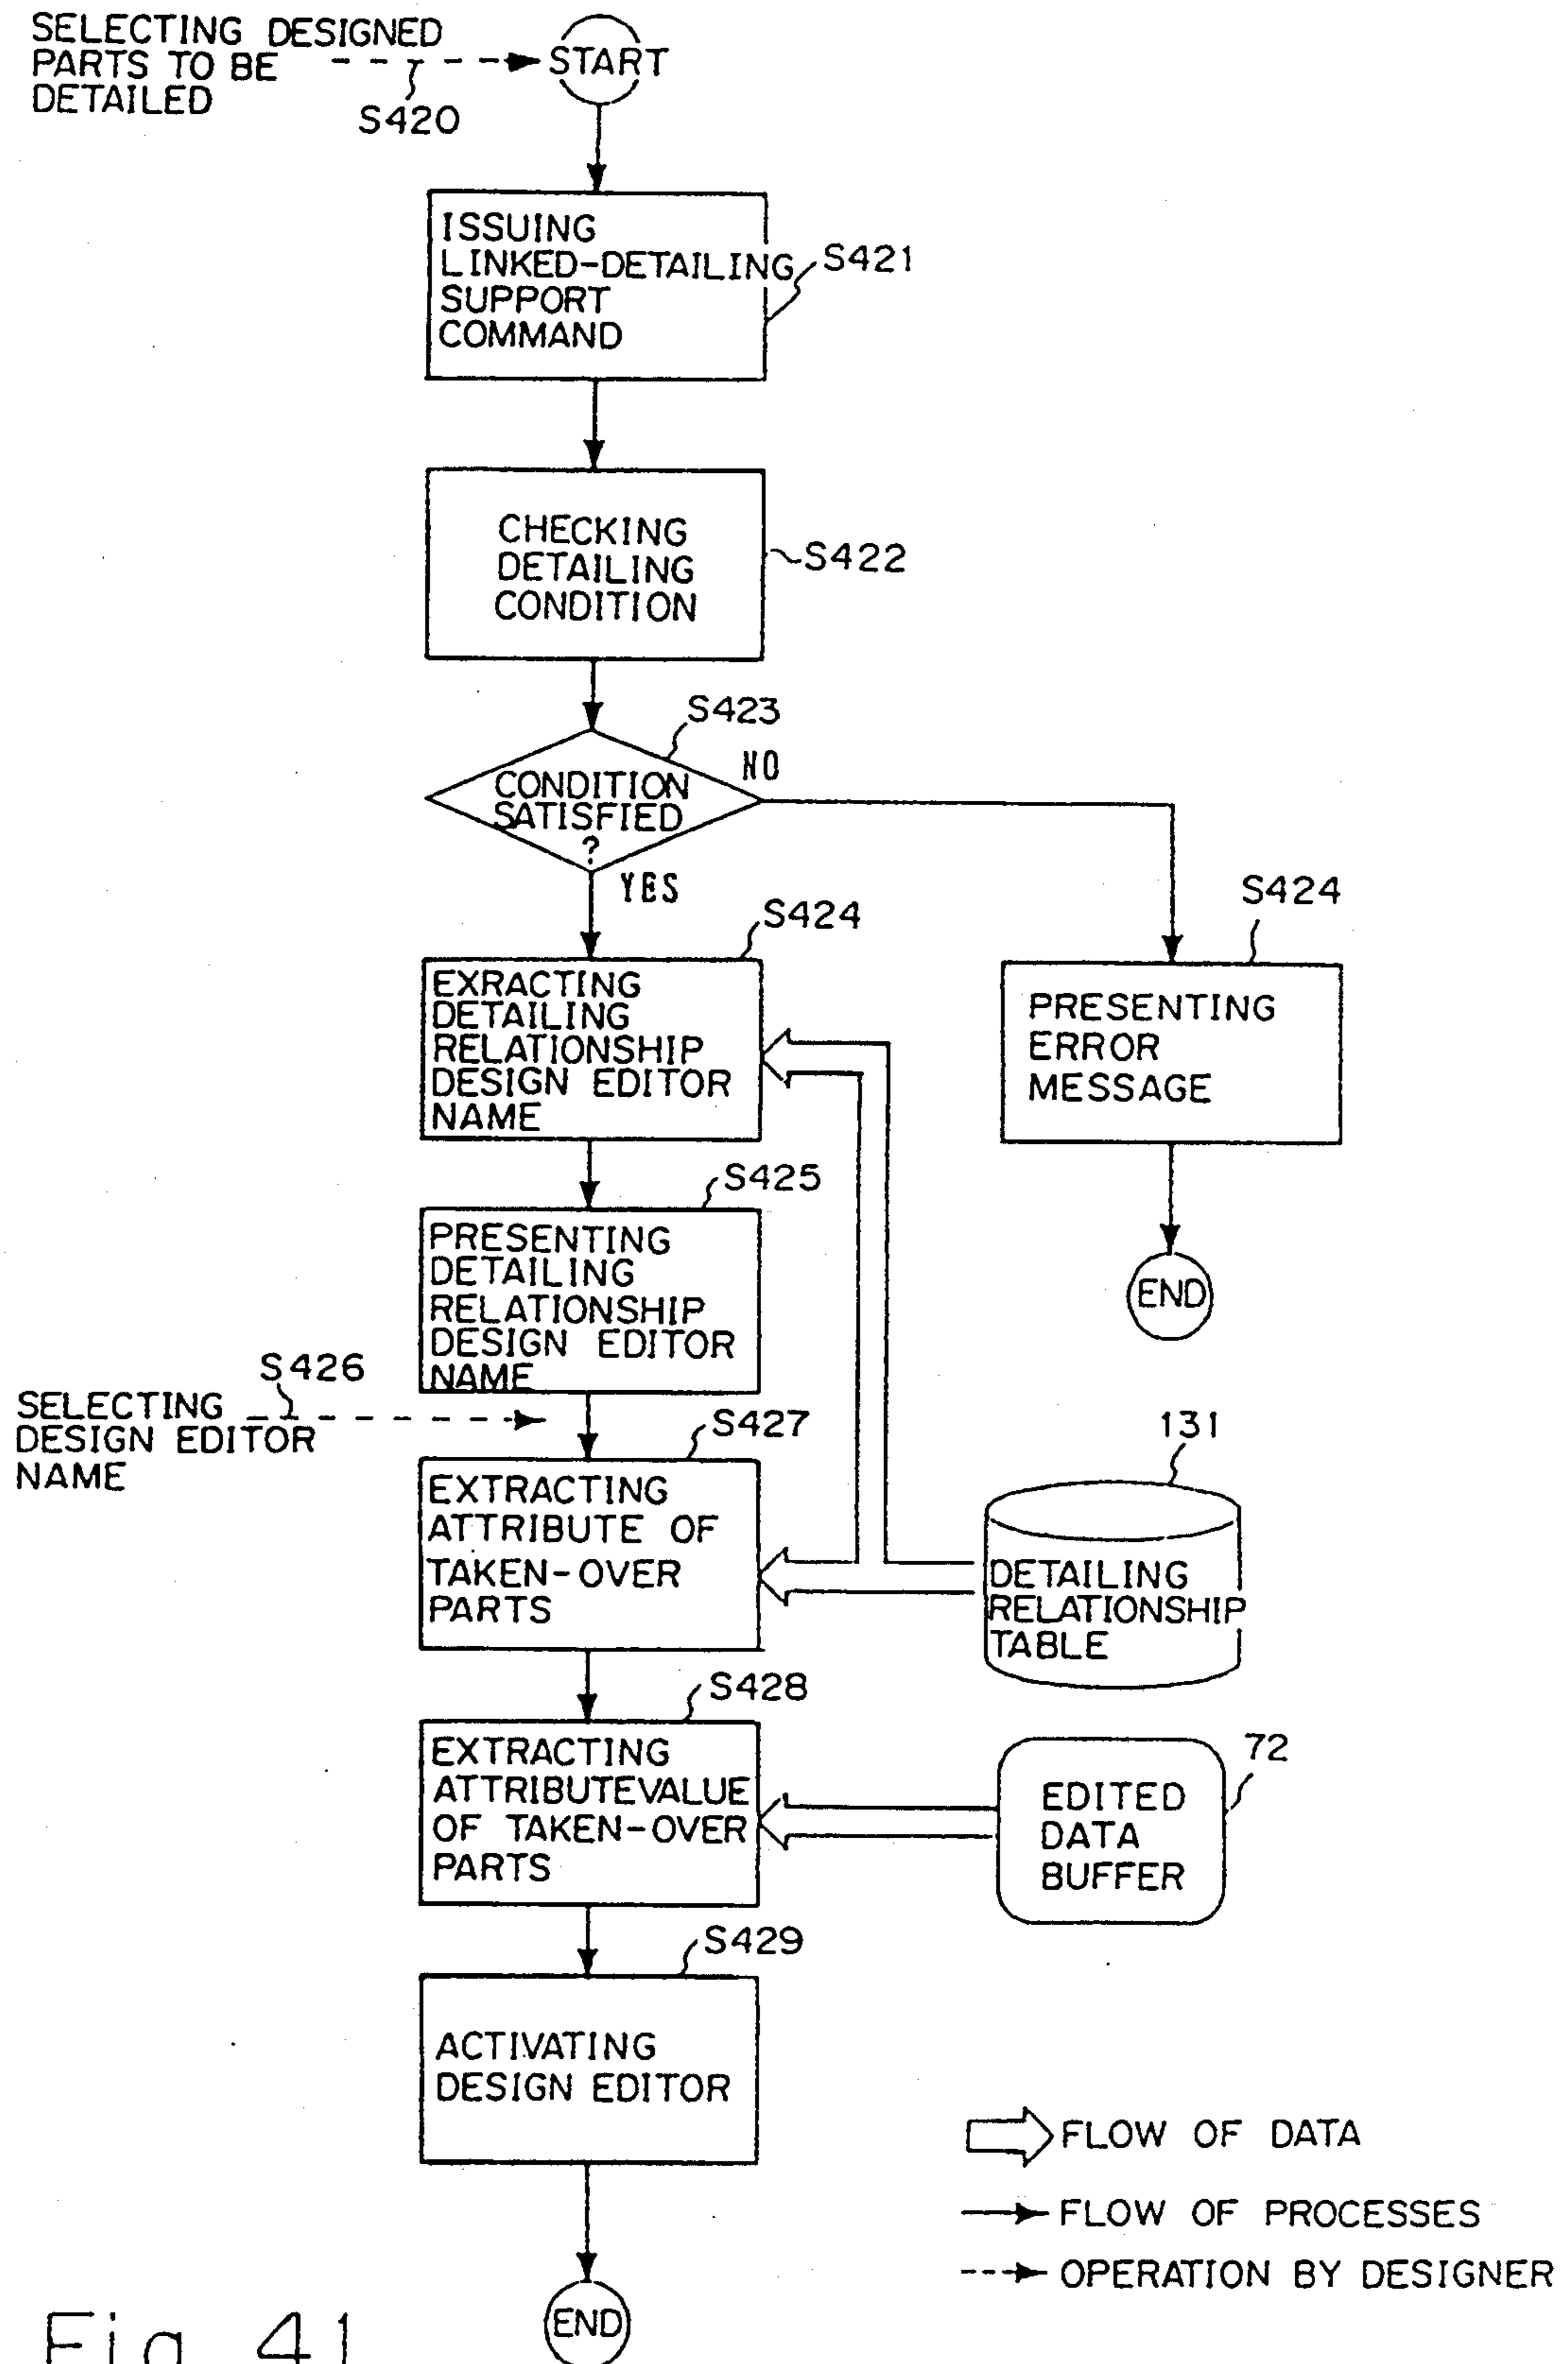 SELECTING DESIGNED
PARTS TO BE
DETAILED
S420
START
ISSUING
LINKED-DETAILING
SUPPORT
COMMAND
S421
CHECKING
DETAILING
CONDITION
S422
S423
CONDITION
SATISFIED
?
NO
YES
S424
EXRACTING
DETAILING
RELATIONSHIP
DESIGN EDITOR
NAME
S424
PRESENTING
ERROR
MESSAGE
END
S425
PRESENTING
DETAILING
RELATIONSHIP
DESIGN EDITOR
NAME
S426
SELECTING
DESIGN EDITOR
NAME
S427
EXTRACTING
ATTRIBUTE OF
TAKEN-OVER
PARTS
131
DETAILING
RELATIONSHIP
TABLE
S428
EXTRACTING
ATTRIBUTEVALUE
OF TAKEN-OVER
PARTS
72
EDITED
DATA
BUFFER
S429
ACTIVATING
DESIGN EDITOR
END
FLOW OF DATA
FLOW OF PROCESSES
OPERATION BY DESIGNER
Fig. 41